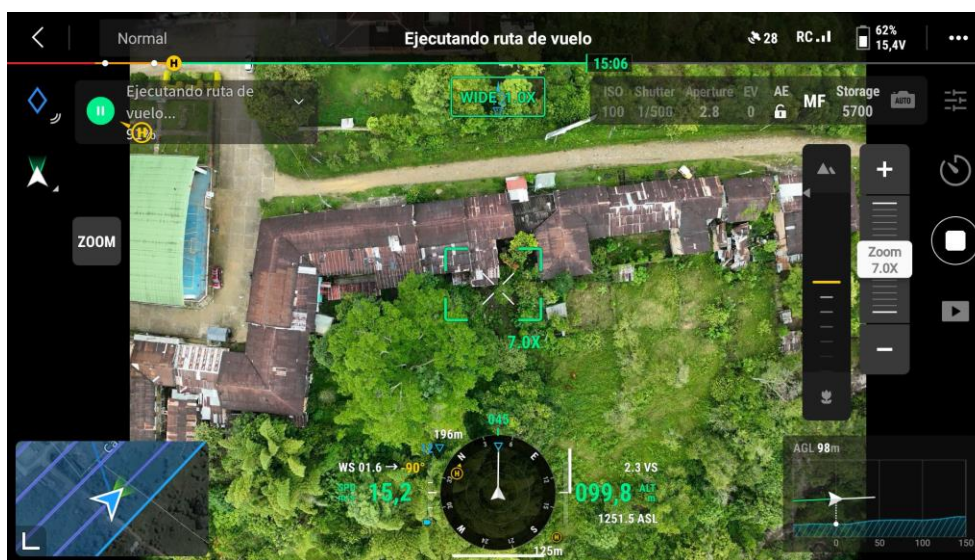 Normal
Ejecutando ruta de vuelo
28
RC
62%
15,4V
H
15:06
Ejecutando ruta de
vuelo...
H
WIDE 1.0X
ISO Shutter Aperture EV AE MF Storage
100 1/500 2.8 0 5700
AUTO
ZOOM
Zoom
7.0X
7.0X
045
196m
WS 01.6 → -90°
SPD
15,2
N
E
S
W
H
H
2.3 VS
099,8 ALT
m
1251.5 ASL
125m
AGL 98m
0 50 100 150